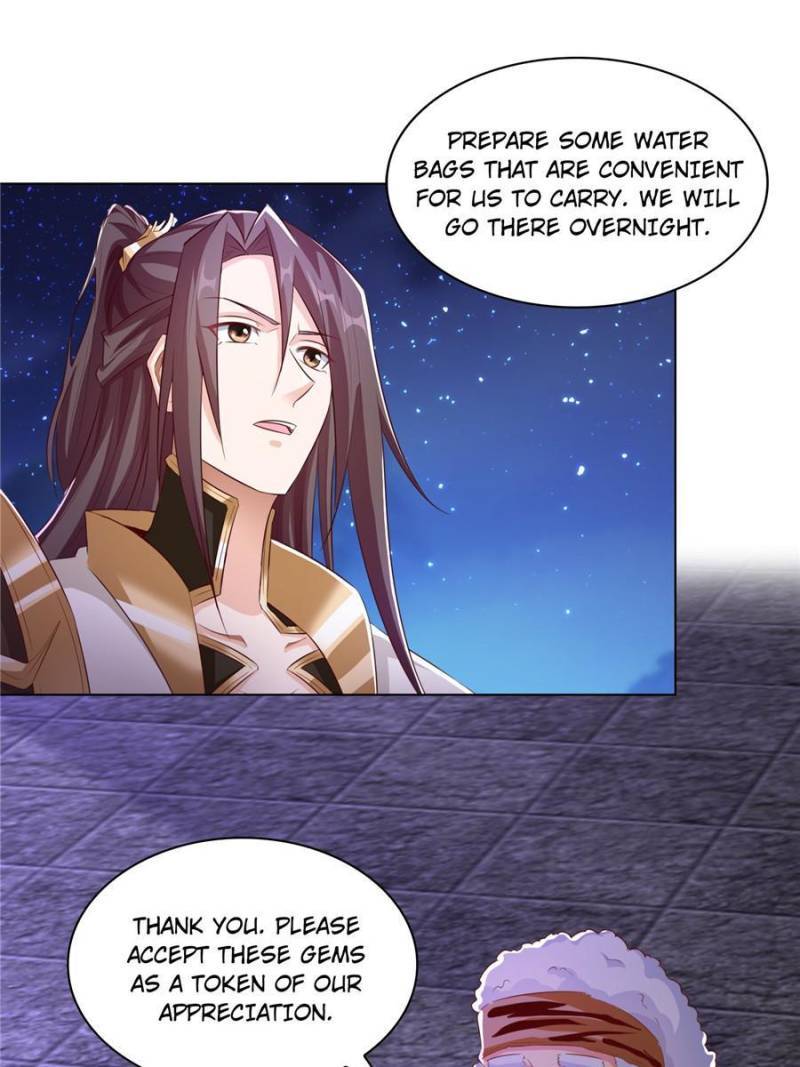 PREPARE SOME WATER
BAGS THAT ARE CONVENIENT
FOR US TO CARRY. WE WILL
GO THERE OVERNIGHT.
THANK YOU. PLEASE
ACCEPT THESE GEMS
AS A TOKEN OF OUR
APPRECIATION.